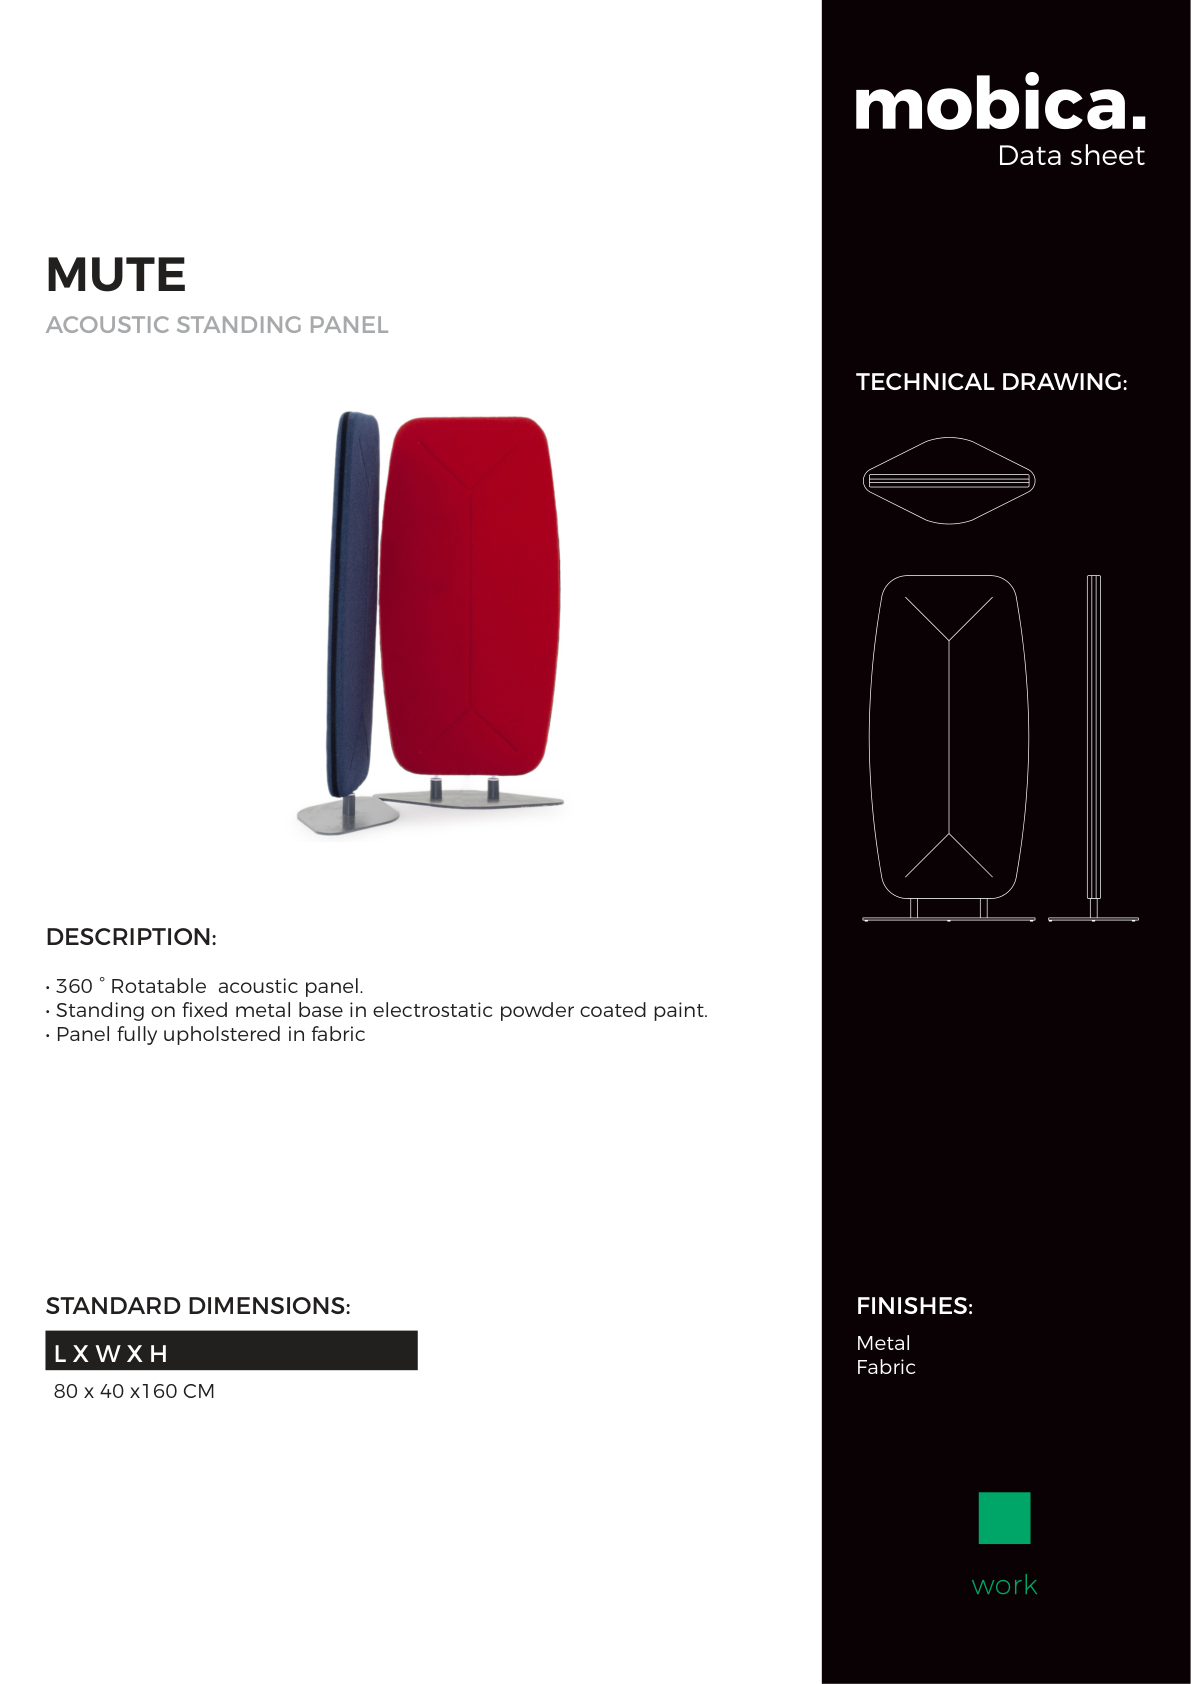 mobica.
Data sheet
MUTE
ACOUSTIC STANDING PANEL
TECHNICAL DRAWING:
DESCRIPTION:
• 360 ° Rotatable  acoustic panel.
• Standing on fixed metal base in electrostatic powder coated paint.
• Panel fully upholstered in fabric
STANDARD DIMENSIONS:
L X W X H
80 x 40 x160 CM
FINISHES:
Metal
Fabric
work